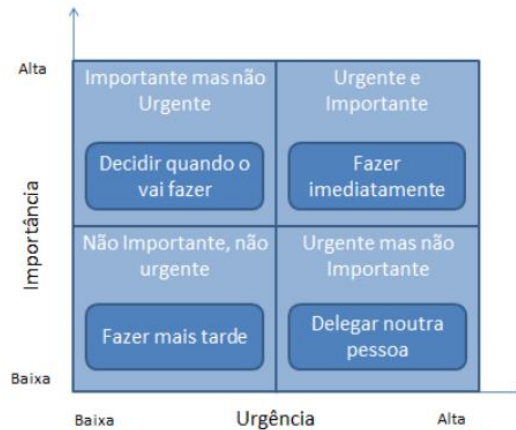 Alta
Importante mas não
Urgente
Urgente e
Importante
Decidir quando o
vai fazer
Fazer
imediatamente
Importância
Não Importante, não
urgente
Urgente mas não
Importante
Fazer mais tarde
Delegar noutra
pessoa
Baixa
Baixa
Urgência
Alta